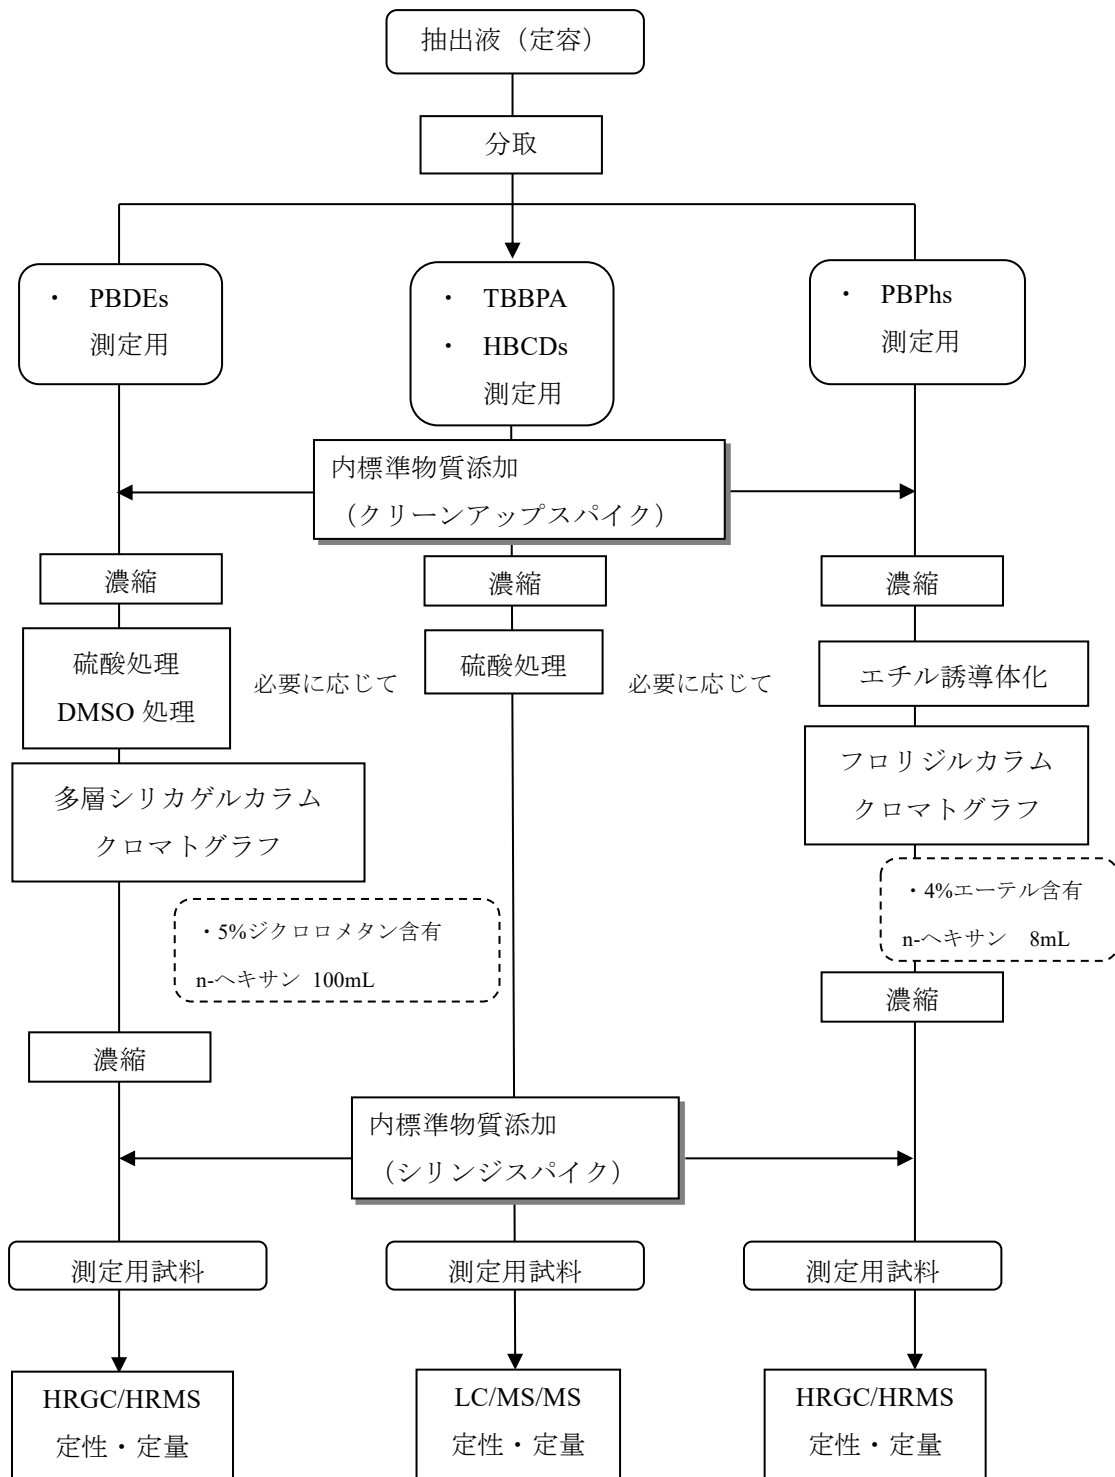 抽出液（定容）
分取
・ PBDEs
測定用
・ TBBPA
・ HBCDs
測定用
・ PBPhs
測定用
内標準物質添加
（クリーンアップスパイク）
濃縮
濃縮
濃縮
硫酸処理
DMSO 処理
必要に応じて
硫酸処理
必要に応じて
エチル誘導体化
多層シリカゲルカラム
クロマトグラフ
フロリジルカラム
クロマトグラフ
・5%ジクロロメタン含有
n-ヘキサン 100mL
・4%エーテル含有
n-ヘキサン 8mL
濃縮
濃縮
内標準物質添加
（シリンジスパイク）
測定用試料
測定用試料
測定用試料
HRGC/HRMS
定性・定量
LC/MS/MS
定性・定量
HRGC/HRMS
定性・定量